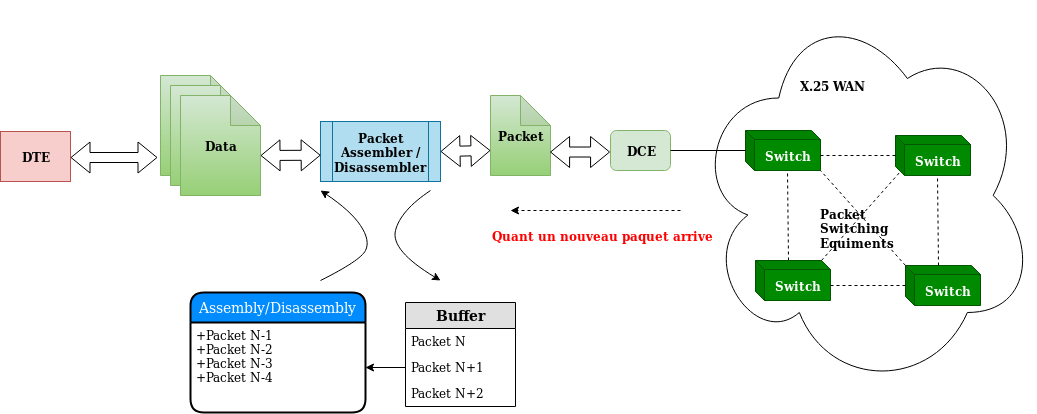 X.25 WAN
DTE
Data
Packet
Assembler /
Disassembler
Packet
DCE
Switch
Switch
Packet
Switching
Equiments
Quant un nouveau paquet arrive
Switch
Switch
Assembly/Disassembly
+Packet N-1
+Packet N-2
+Packet N-3
+Packet N-4
Buffer
Packet N
Packet N+1
Packet N+2